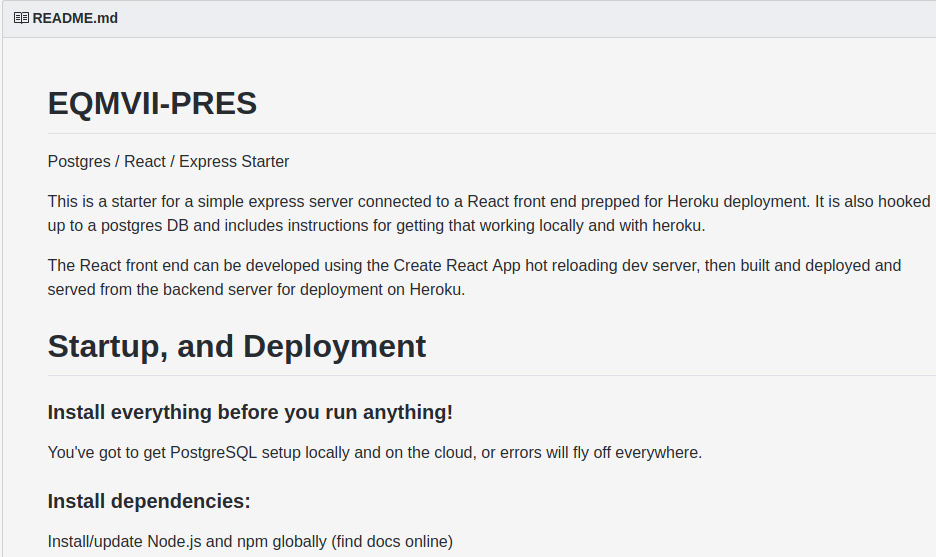 README.md
EQMVII-PRES
Postgres / React / Express Starter
This is a starter for a simple express server connected to a React front end prepped for Heroku deployment. It is also hooked
up to a postgres DB and includes instructions for getting that working locally and with heroku.
The React front end can be developed using the Create React App hot reloading dev server, then built and deployed and
served from the backend server for deployment on Heroku.
Startup, and Deployment
Install everything before you run anything!
You've got to get PostgreSQL setup locally and on the cloud, or errors will fly off everywhere.
Install dependencies:
Install/update Node.js and npm globally (find docs online)